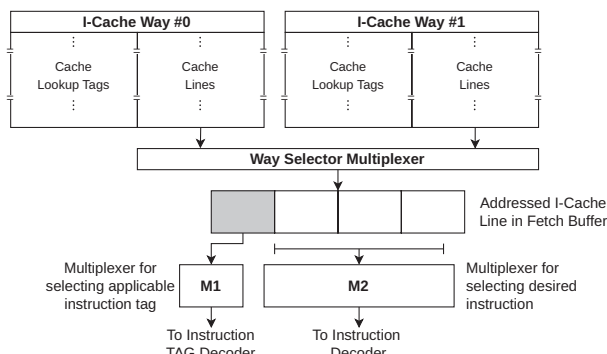 I-Cache Way #0
I-Cache Way #1
Cache
Lookup Tags
Cache
Lines
Cache
Lookup Tags
Cache
Lines
Way Selector Multiplexer
Addressed I-Cache
Line in Fetch Buffer
Multiplexer for
selecting applicable
instruction tag
M1
M2
Multiplexer for
selecting desired
instruction
To Instruction
TAG Decoder
To Instruction
Decoder